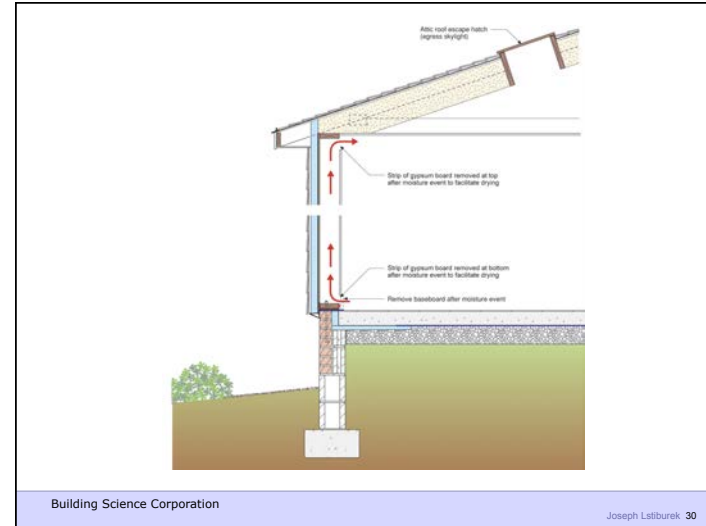 Attic roof escape hatch
(egress skylight)
Strip of gypsum board removed at top
after moisture event to facilitate drying
Strip of gypsum board removed at bottom
after moisture event to facilitate drying
Remove baseboard after moisture event
Building Science Corporation
Joseph Lstiburek 30